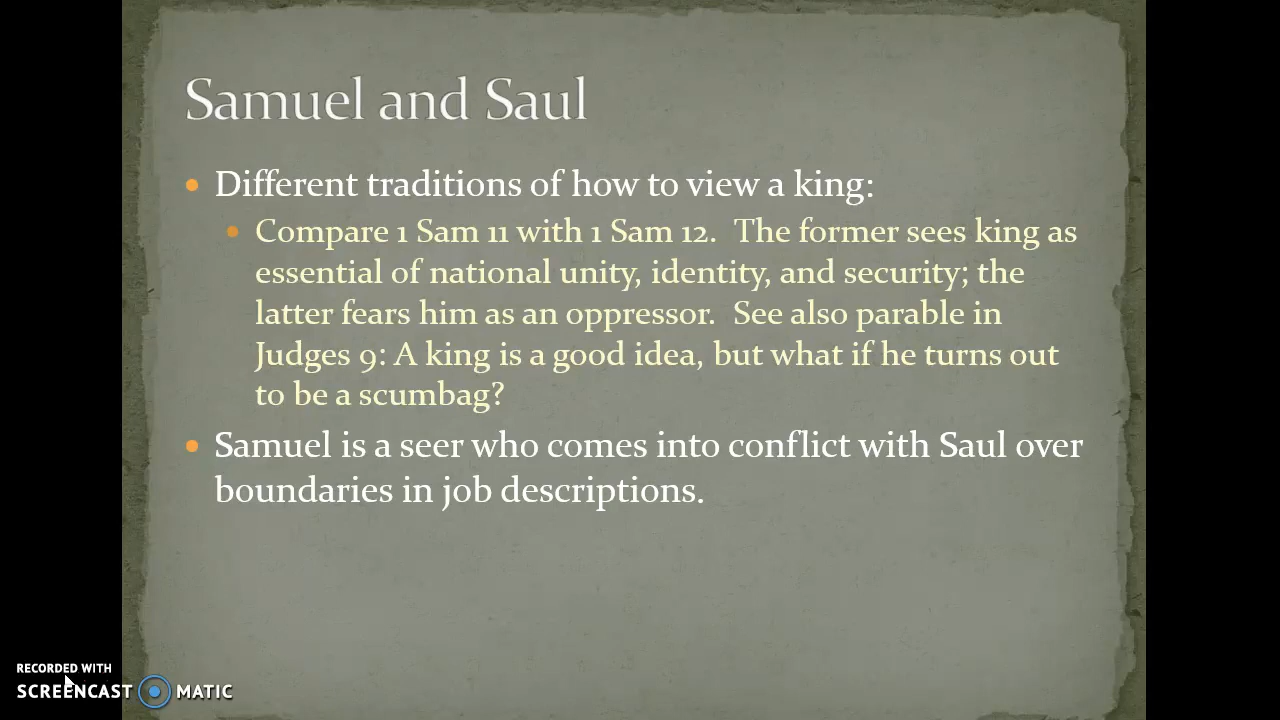 Samuel and Saul
• Different traditions of how to view a king:
• Compare 1 Sam 11 with 1 Sam 12.  The former sees king as
essential of national unity, identity, and security; the
latter fears him as an oppressor.  See also parable in
Judges 9: A king is a good idea, but what if he turns out
to be a scumbag?
• Samuel is a seer who comes into conflict with Saul over
boundaries in job descriptions.
RECORDED WITH
SCREENCAST MATIC